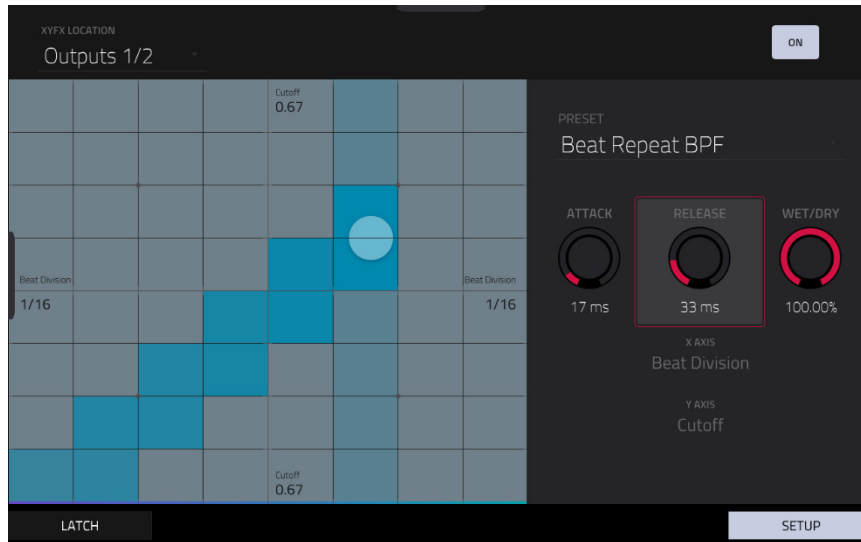 XYFX LOCATION
Outputs 1/2
ON
Cutoff
0.67
PRESET
Beat Repeat BPF
ATTACK
RELEASE
WET/DRY
Beat Division
Beat Division
1/16
1/16
17 ms
33 ms
100.00%
X AXIS
Beat Division
Y AXIS
Cutoff
Cutoff
0.67
LATCH
SETUP